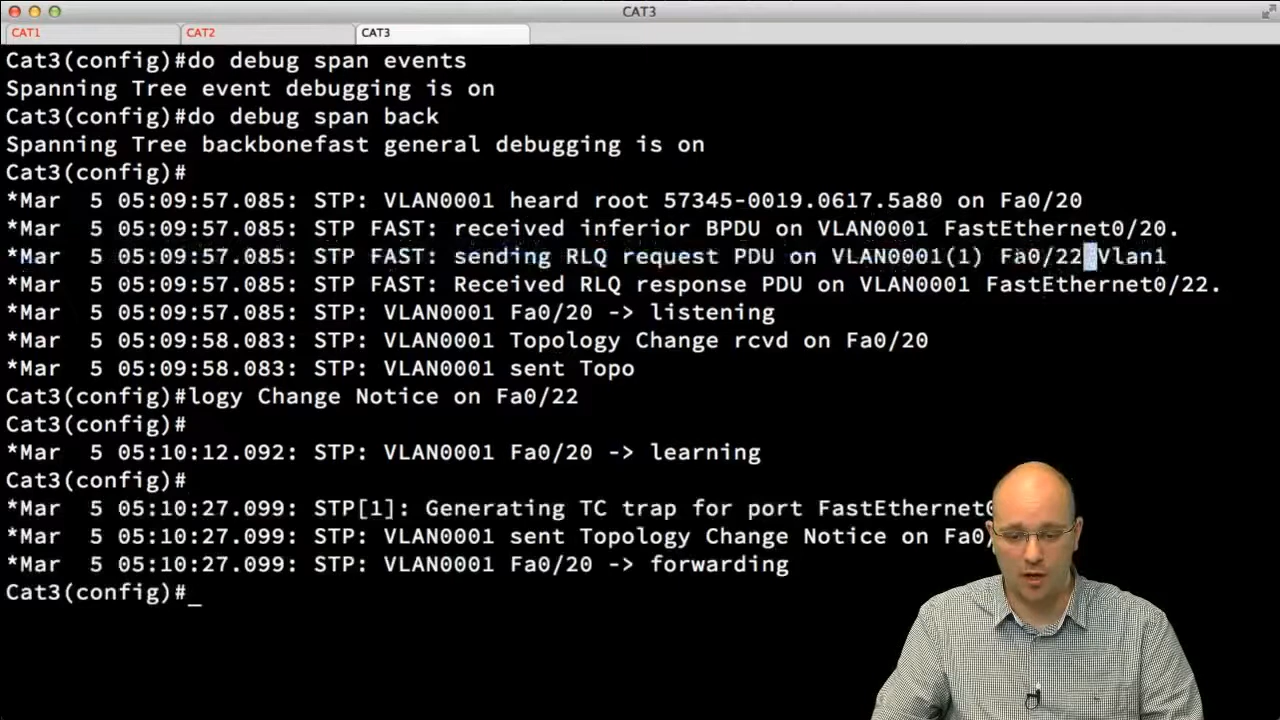 CAT3
CAT1 CAT2 CAT3
Cat3(config)#do debug span events
Spanning Tree event debugging is on
Cat3(config)#do debug span back
Spanning Tree backbonefast general debugging is on
Cat3(config)#
*Mar  5 05:09:57.085: STP: VLAN0001 heard root 57345-0019.0617.5a80 on Fa0/20
*Mar  5 05:09:57.085: STP FAST: received inferior BPDU on VLAN0001 FastEthernet0/20.
*Mar  5 05:09:57.085: STP FAST: sending RLQ request PDU on VLAN0001(1) Fa0/22 Vlan1
*Mar  5 05:09:57.085: STP FAST: Received RLQ response PDU on VLAN0001 FastEthernet0/22.
*Mar  5 05:09:57.085: STP: VLAN0001 Fa0/20 -> listening
*Mar  5 05:09:58.083: STP: VLAN0001 Topology Change rcvd on Fa0/20
*Mar  5 05:09:58.083: STP: VLAN0001 sent Topo
Cat3(config)#logy Change Notice on Fa0/22
Cat3(config)#
*Mar  5 05:10:12.092: STP: VLAN0001 Fa0/20 -> learning
Cat3(config)#
*Mar  5 05:10:27.099: STP[1]: Generating TC trap for port
*Mar  5 05:10:27.099: STP: VLAN0001 sent Topology Change Notice on
*Mar  5 05:10:27.099: STP: VLAN0001 Fa0/20 -> forwarding
Cat3(config)#_